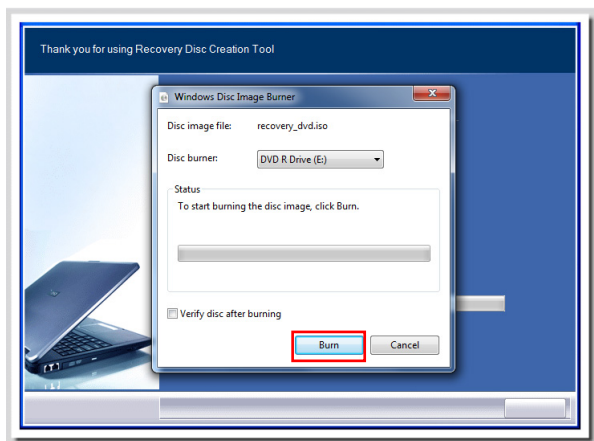 Thank you for using Recovery Disc Creation Tool
Windows Disc Image Burner
Disc image file: recovery_dvd.iso
Disc burner: DVD R Drive (E:)
Status
To start burning the disc image, click Burn.
Verify disc after burning
Burn Cancel